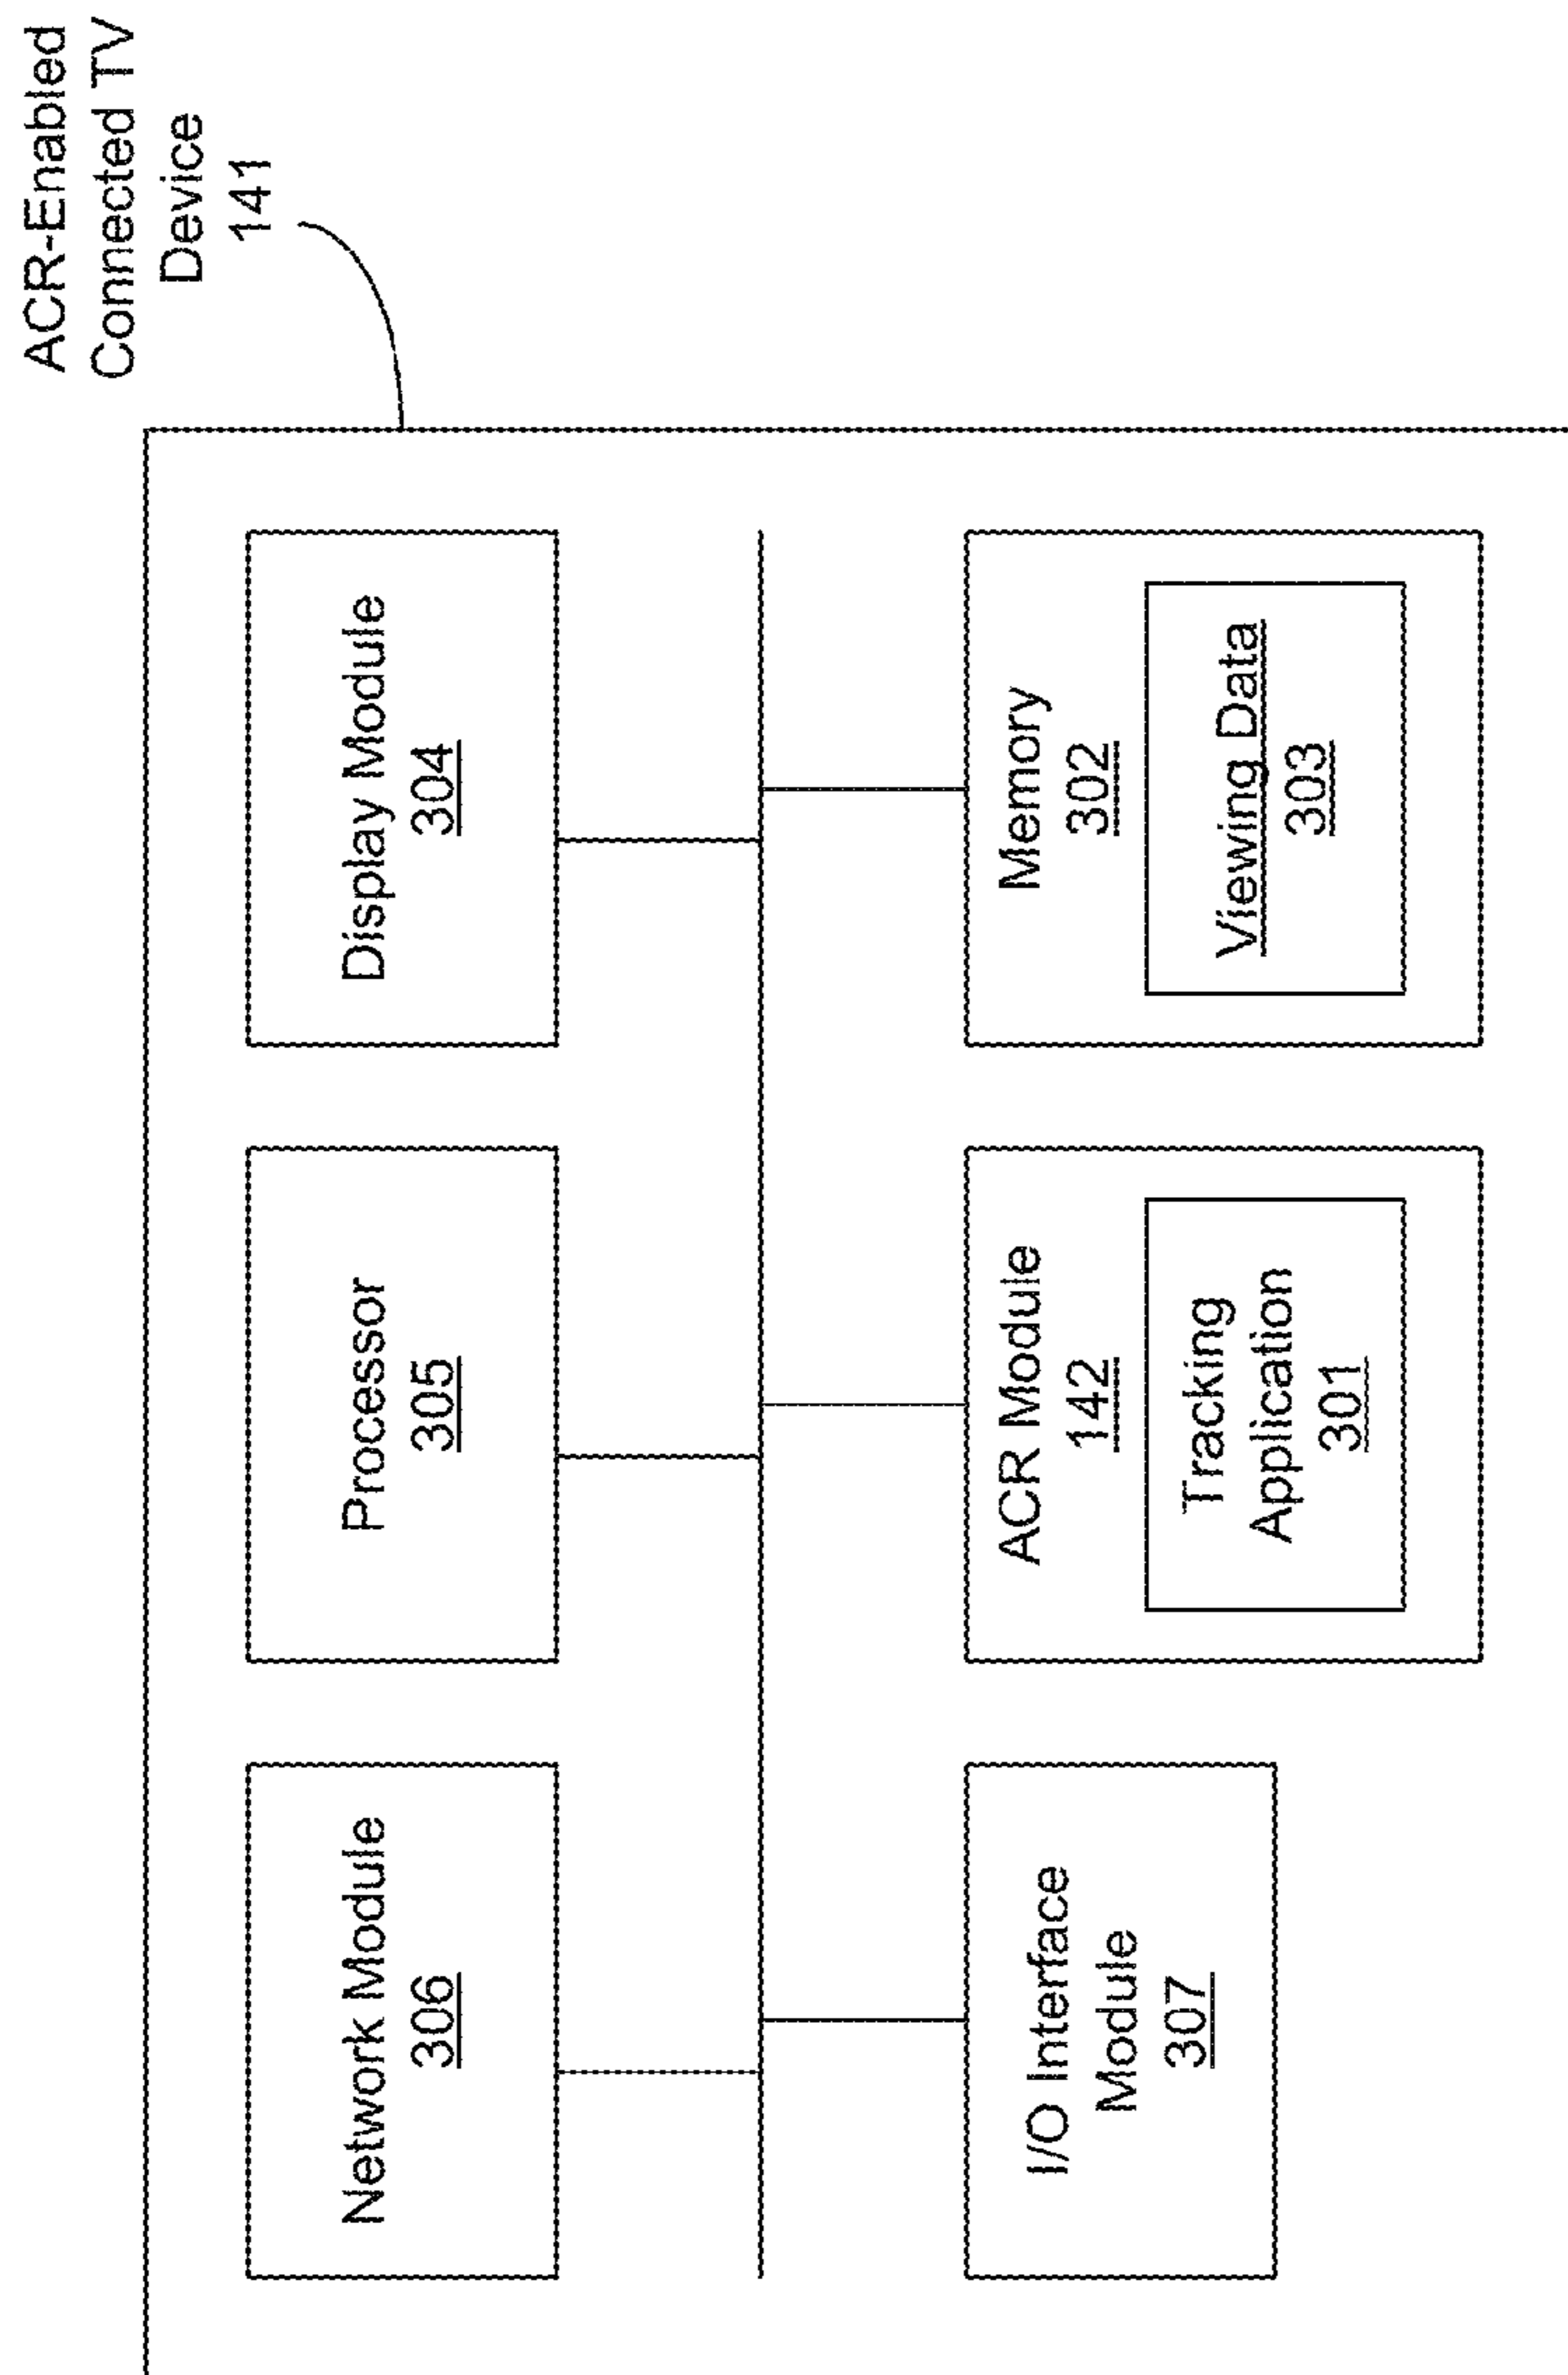 ACR-Enabled
Connected TV
Device
141
Network Module
306
Processor
305
Display Module
304
I/O Interface
Module
307
ACR Module
142
Tracking
Application
301
Memory
302
Viewing Data
303